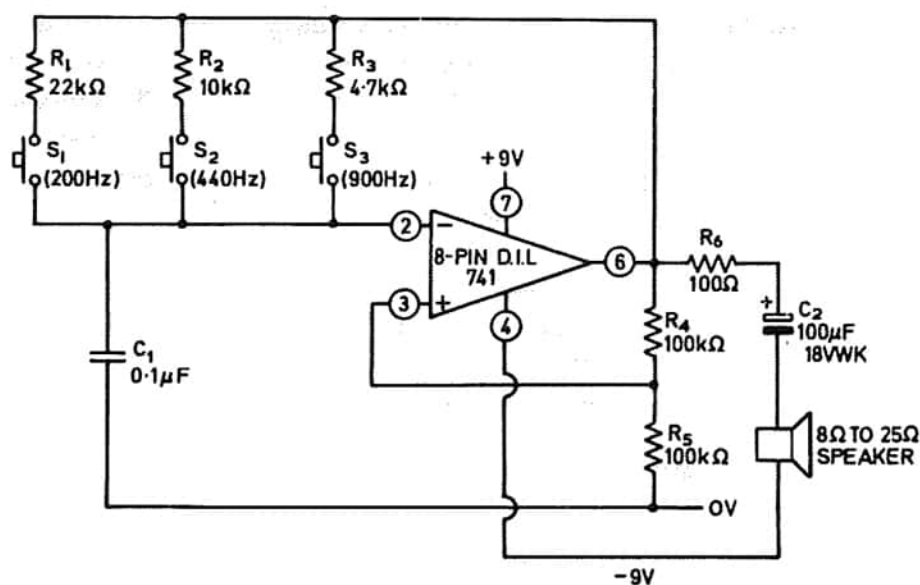 R1
22kΩ
R2
10kΩ
R3
4.7kΩ
S1
(200Hz)
S2
(440Hz)
S3
(900Hz)
+9V
7
2
−
8-PIN D.I.L
741
6
3
+
4
R6
100Ω
+
C2
100μF
18VWK
R4
100kΩ
C1
0.1μF
R5
100kΩ
8Ω TO 25Ω
SPEAKER
0V
−9V